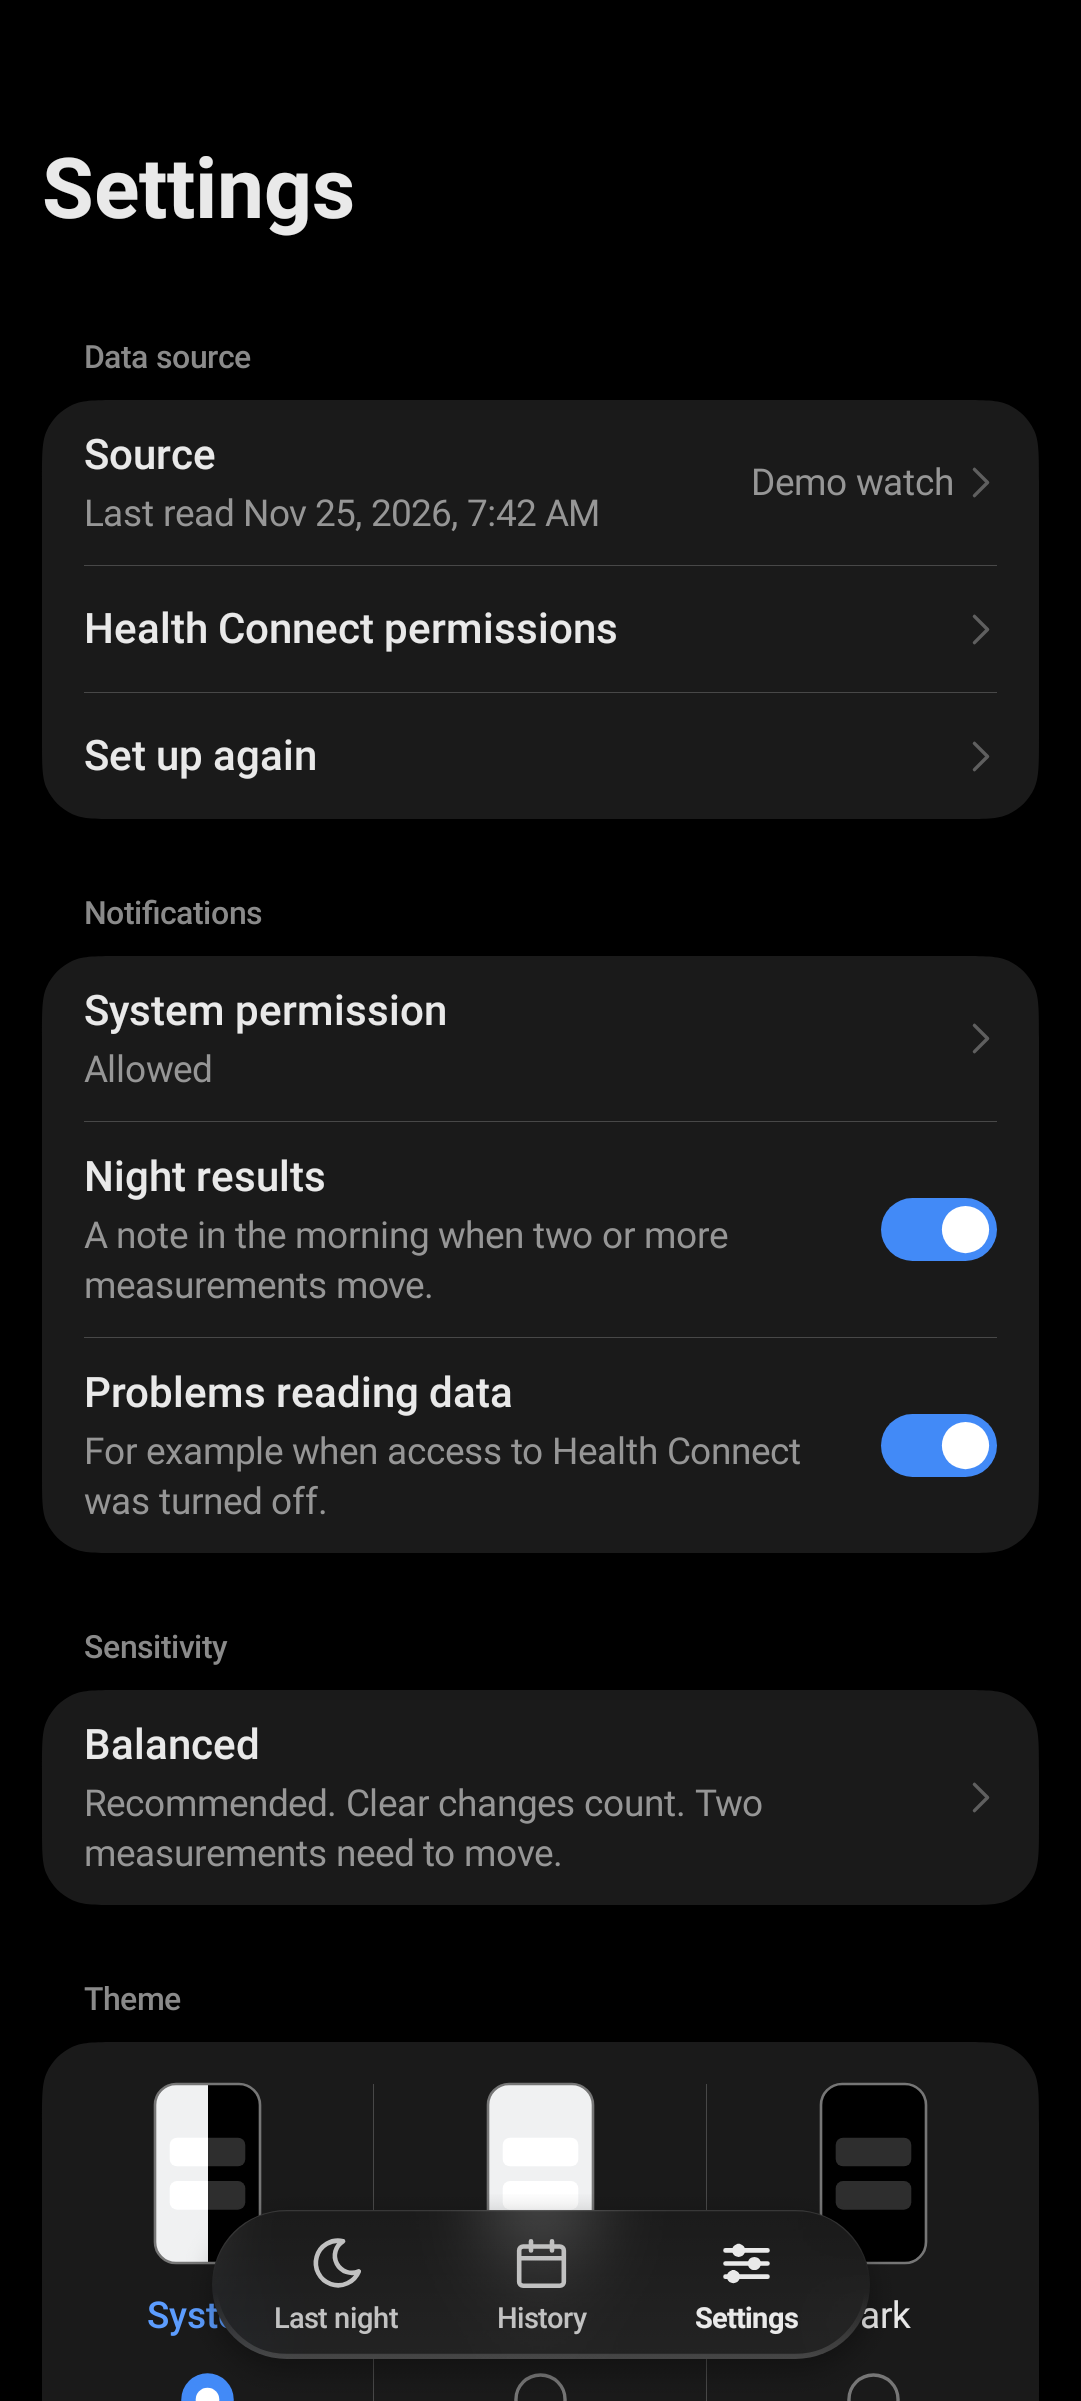 Settings
Data source
Source
Last read Nov 25, 2026, 7:42 AM
Demo watch
Health Connect permissions
Set up again
Notifications
System permission
Allowed
Night results
A note in the morning when two or more
measurements move.
Problems reading data
For example when access to Health Connect
was turned off.
Sensitivity
Balanced
Recommended. Clear changes count. Two
measurements need to move.
Theme
Last night
History
Settings